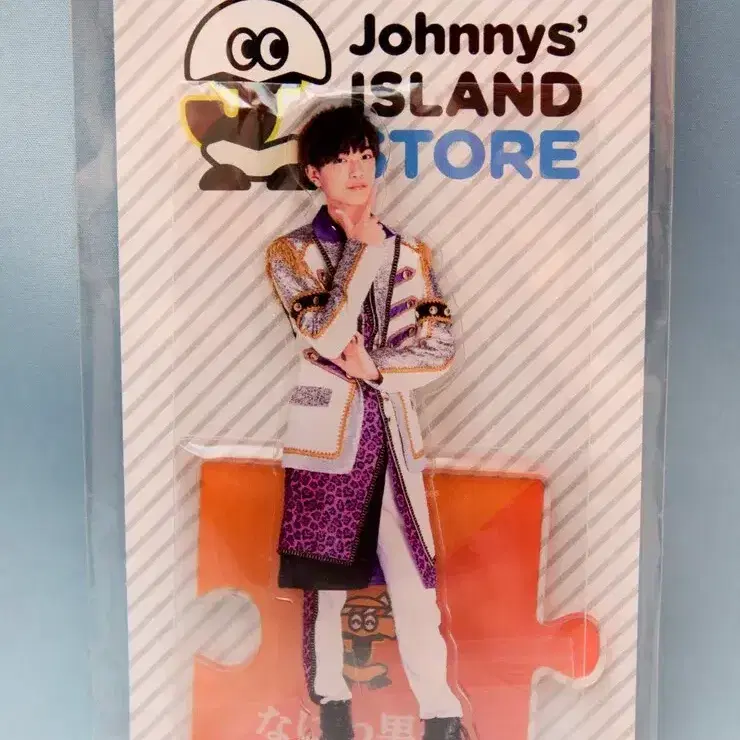 Johnnys’
ISLAND
STORE
なにわ男